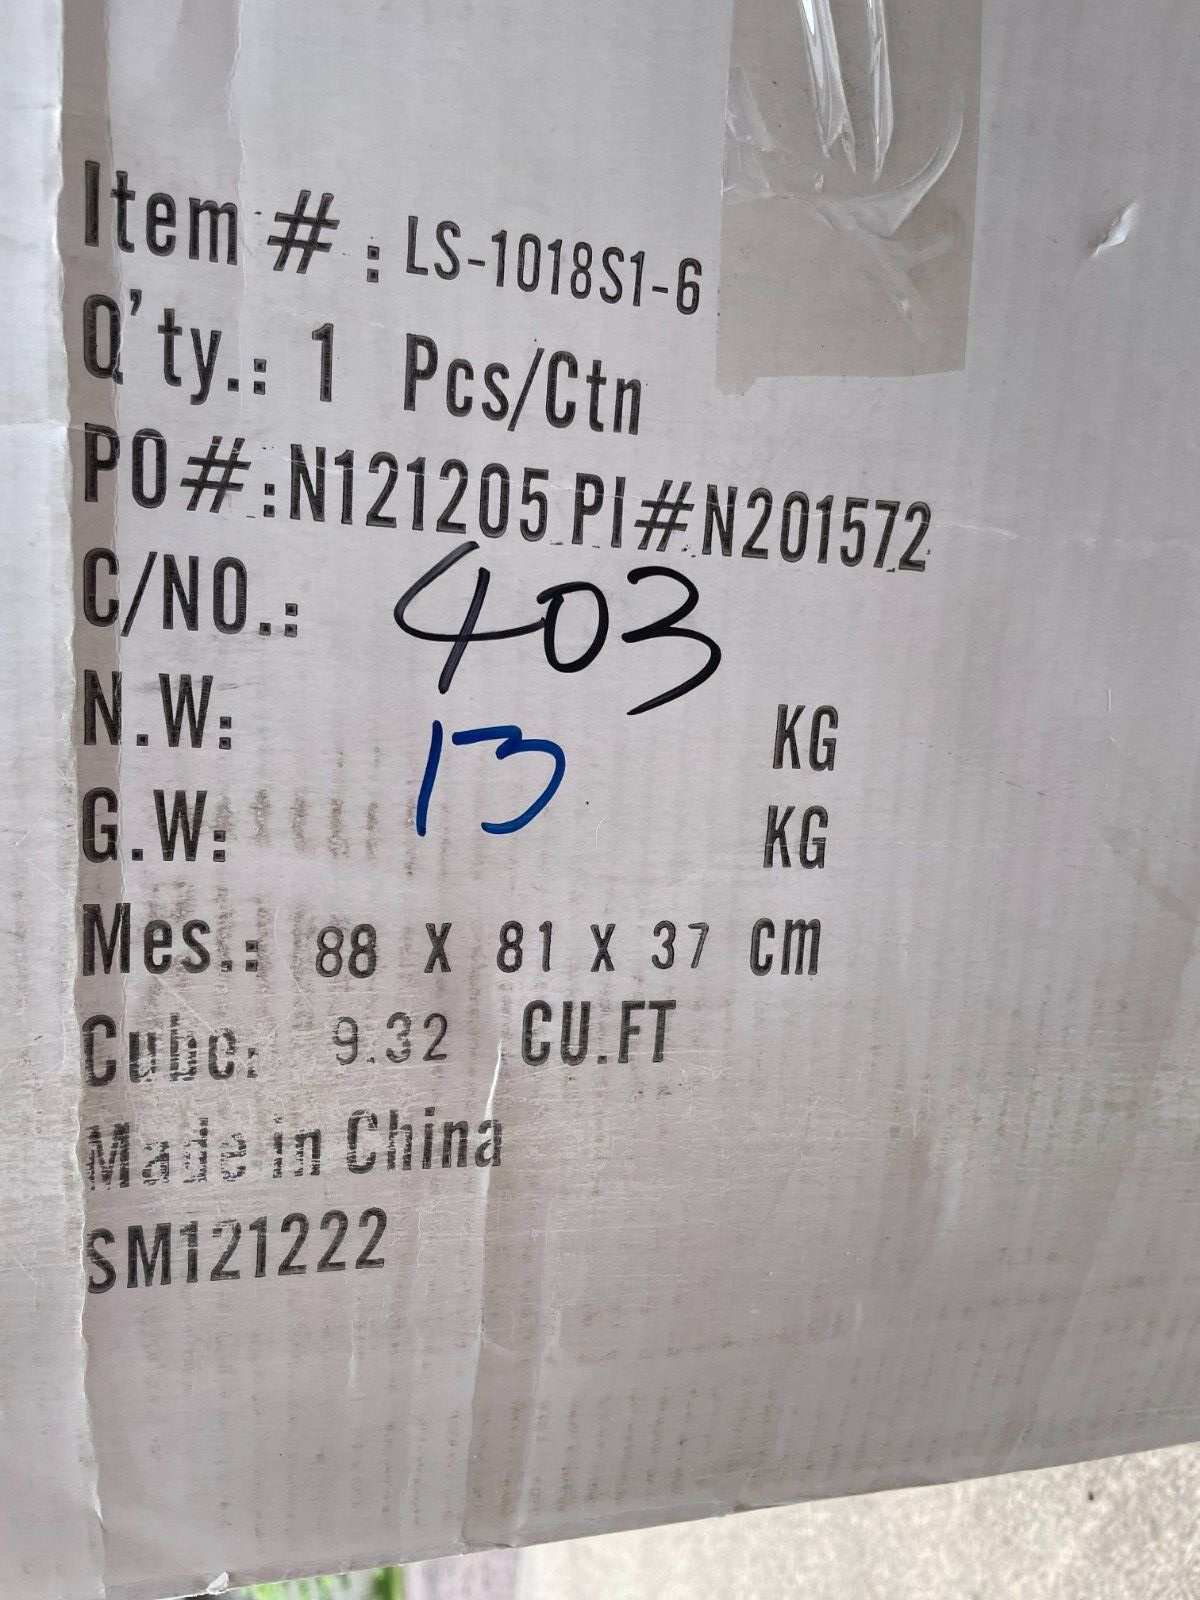 Item #: LS-1018S1-6
Q'ty.: 1 Pcs/Ctn
PO#:N121205 PI#N201572
C/NO.: 403
N.W: 13 KG
G.W: KG
Mes.: 88 X 81 X 37 cm
Cube: 9.32 CU.FT
Made in China
SM121222